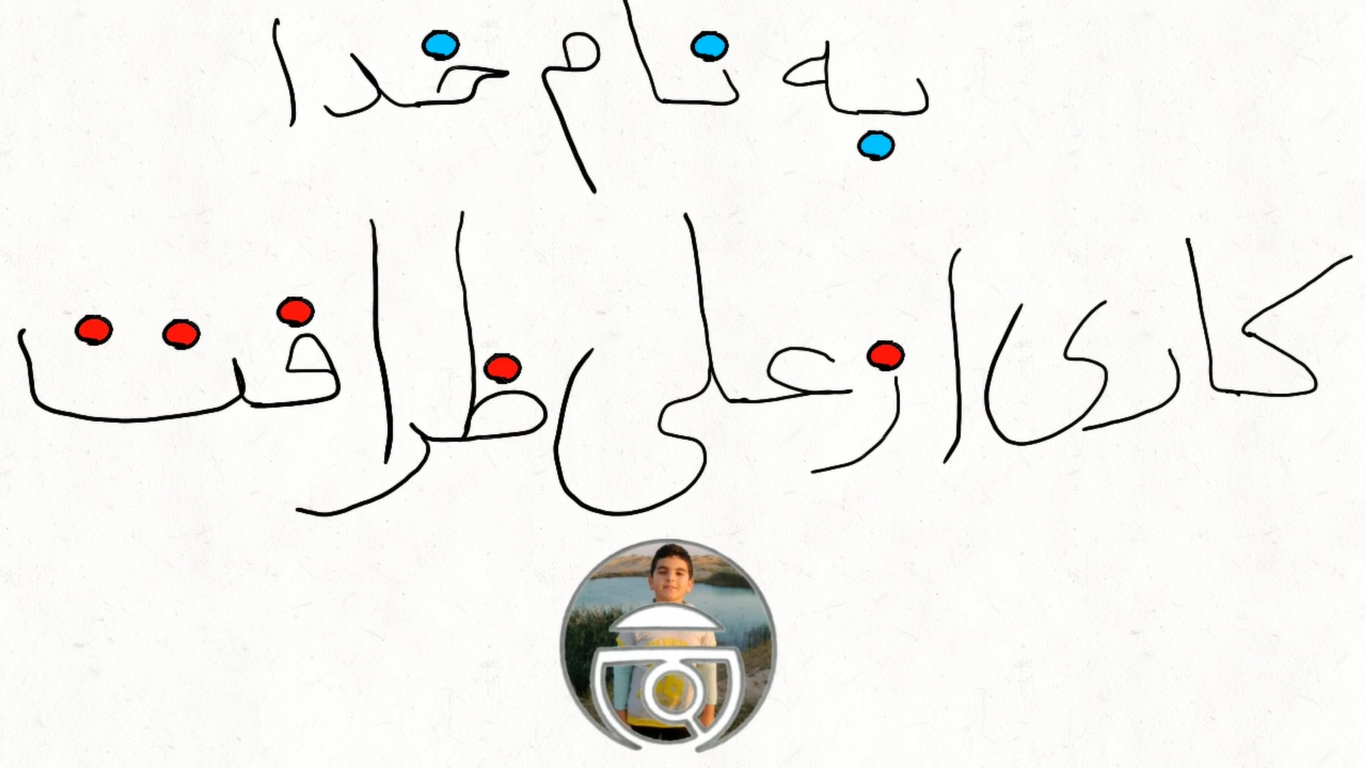 به نام خدا
کاری از علی ظرافت